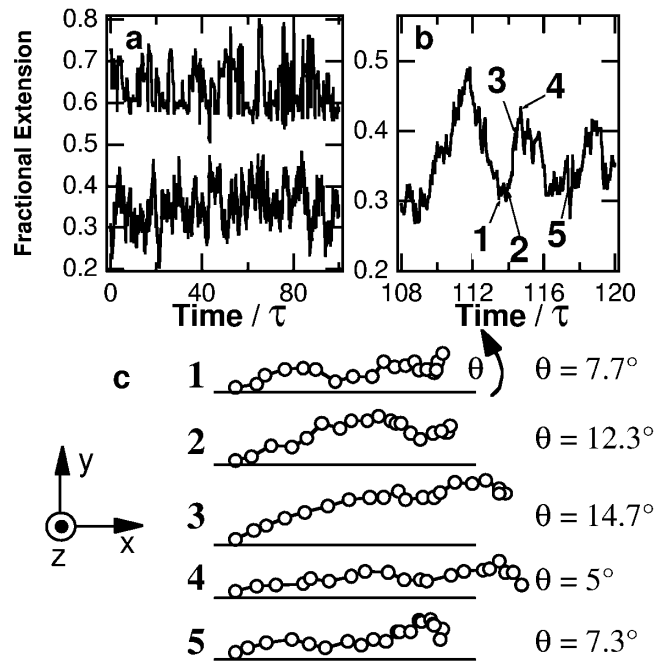 a
b
Fractional Extension
0.8
0.7
0.6
0.5
0.4
0.3
0.2
0 40 80
Time / τ
0.5
0.4
0.3
0.2
3 4
1 2 5
108 112 116 120
Time / τ
c
1 θ θ = 7.7°
2 θ = 12.3°
3 θ = 14.7°
4 θ = 5°
5 θ = 7.3°
y
z x